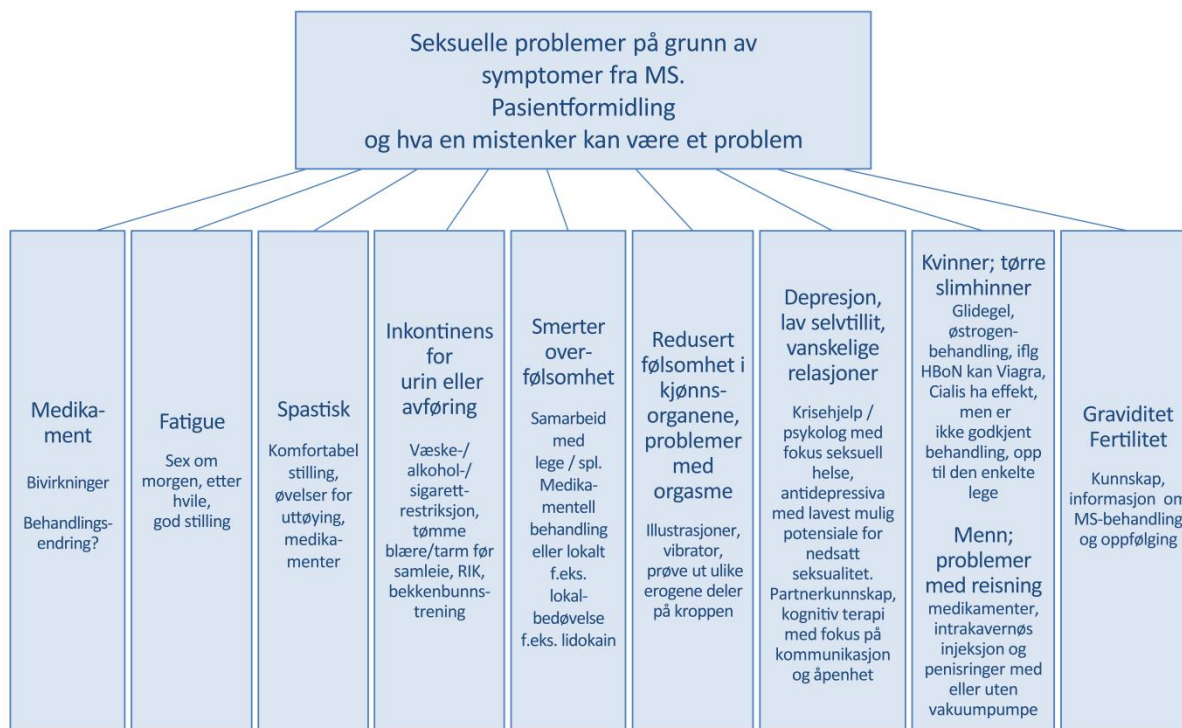 Seksuelle problemer på grunn av
symptomer fra MS.
Pasientformidling
og hva en mistenker kan være et problem
Medika-
ment
Bivirkninger
Behandlings-
endring?
Fatigue
Sex om
morgen, etter
hvile,
god stilling
Spastisk
Komfortabel
stilling,
øvelser for
uttøying,
medika-
menter
Inkontinens
for
urin eller
avføring
Væske-/
alkohol-/
sigarett-
restriksjon,
tømme
blære/tarm før
samleie, RIK,
bekkenbunns-
trening
Smerter
over-
følsomhet
Samarbeid
med
lege / spl.
Medika-
mentell
behandling
eller lokalt
f.eks.
lokal-
bedøvelse
f.eks. lidokain
Redusert
følsomhet i
kjønns-
organene,
problemer
med
orgasme
Illustrasjoner,
vibrator,
prøve ut ulike
erogene deler
på kroppen
Depresjon,
lav selvtillit,
vanskelige
relasjoner
Krisehjelp /
psykolog med
fokus seksuell
helse,
antidepressiva
med lavest mulig
potensiale for
nedsatt
seksualitet.
Partnerkunnskap,
kognitiv terapi
med fokus på
kommunikasjon
og åpenhet
Kvinner; tørre
slimhinner
Glidegel,
østrogen-
behandling, iflg
HBoN kan Viagra,
Cialis ha effekt,
men er
ikke godkjent
behandling, opp
til den enkelte
lege
Menn;
problemer
med reisning
medikamenter,
intrakavernøs
injeksjon og
penisringer med
eller uten
vakuumpumpe
Graviditet
Fertilitet
Kunnskap,
informasjon om
MS-behandling
og oppfølging